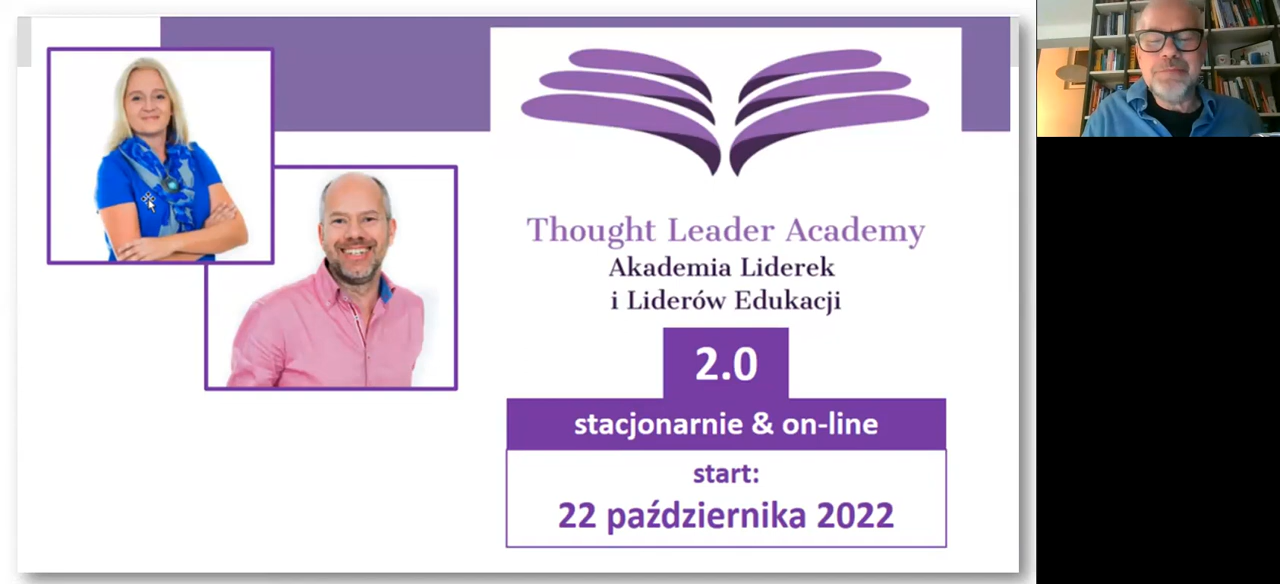 Thought Leader Academy
Akademia Liderek
i Liderów Edukacji
2.0
stacjonarnie & on-line
start:
22 października 2022